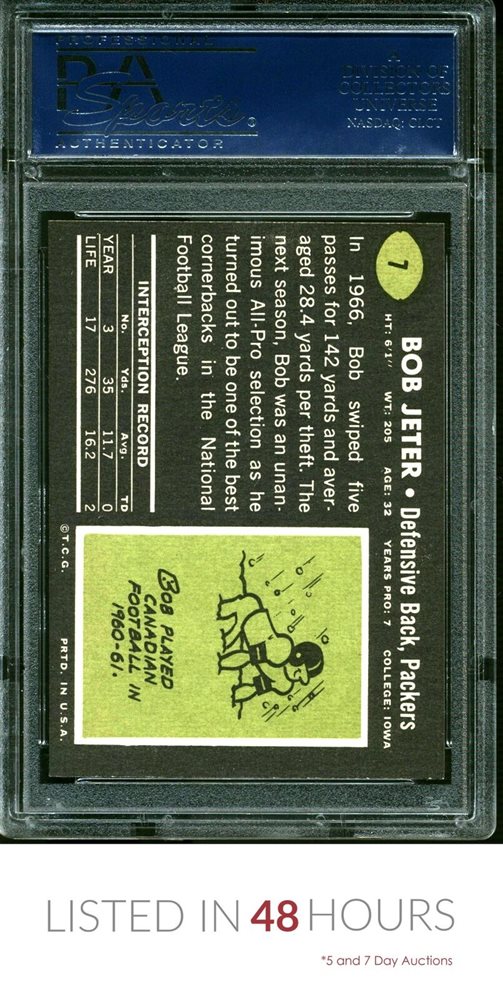 PROFESSIONAL
PSA
Sports
AUTHENTICATOR
A
DIVISION OF
COLLECTORS
UNIVERSE
NASDAQ: CLCT
7
BOB JETER • Defensive Back, Packers
HT: 6'1" WT: 205 AGE: 32 YEARS PRO: 7 COLLEGE: IOWA
In 1966, Bob swiped five
passes for 142 yards and aver-
aged 28.4 yards per theft. The
next season, Bob was an unan-
imous All-Pro selection as he
turned out to be one of the best
cornerbacks in the National
Football League.
INTERCEPTION RECORD
No. Yds. Avg. TD
YEAR 3 35 11.7 0
LIFE 17 276 16.2 2
BOB PLAYED
CANADIAN
FOOTBALL IN
1960-61.
©T.C.G. PRTD. IN U.S.A.
LISTED IN 48 HOURS
*5 and 7 Day Auctions